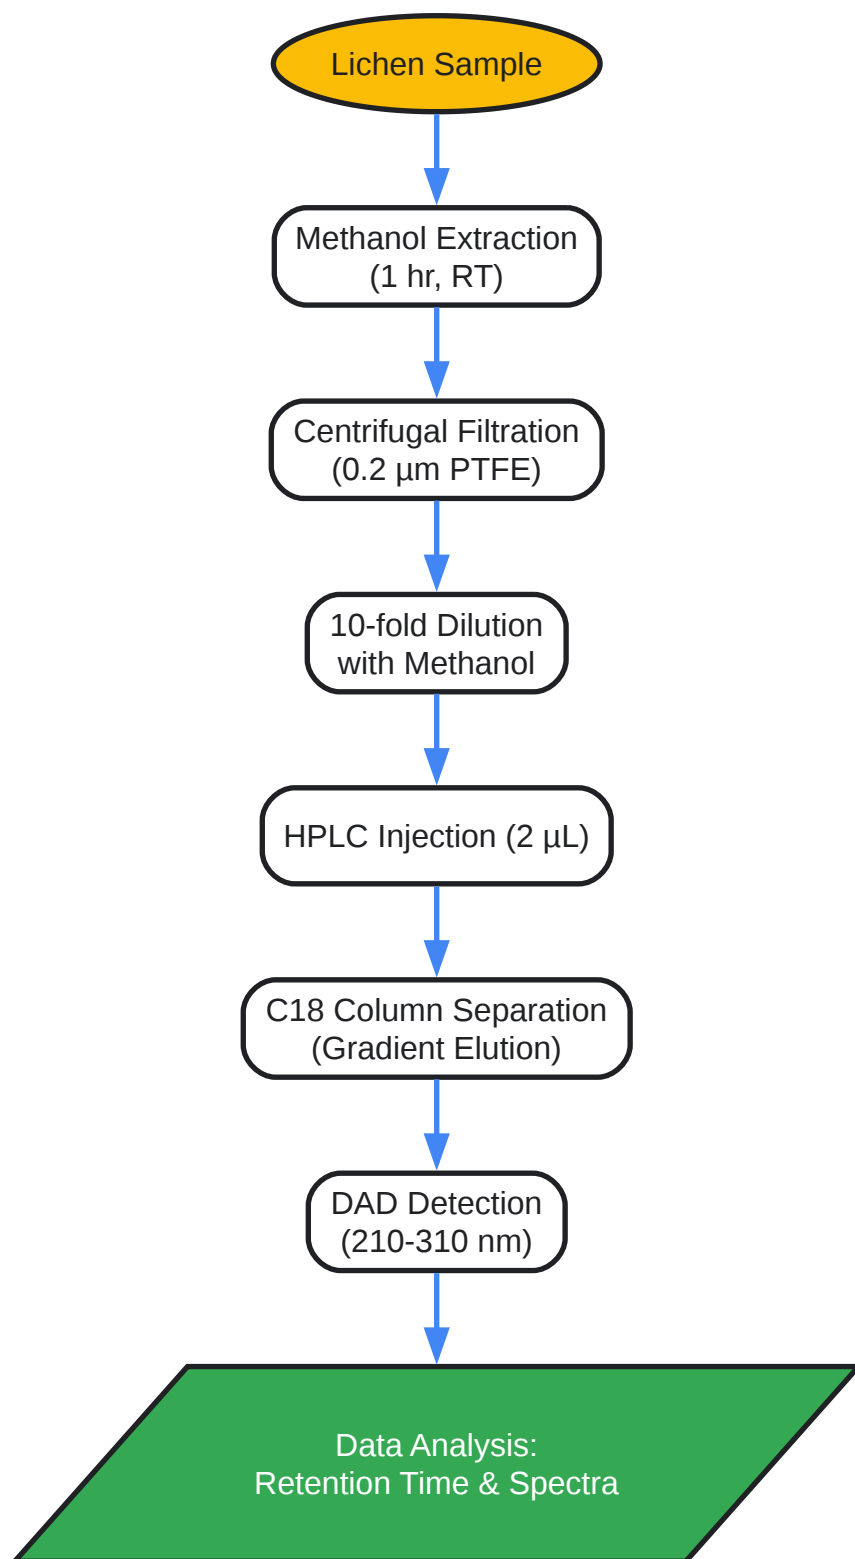 Lichen Sample
Methanol Extraction
(1 hr, RT)
Centrifugal Filtration
(0.2 µm PTFE)
10-fold Dilution
with Methanol
HPLC Injection (2 µL)
C18 Column Separation
(Gradient Elution)
DAD Detection
(210-310 nm)
Data Analysis:
Retention Time & Spectra